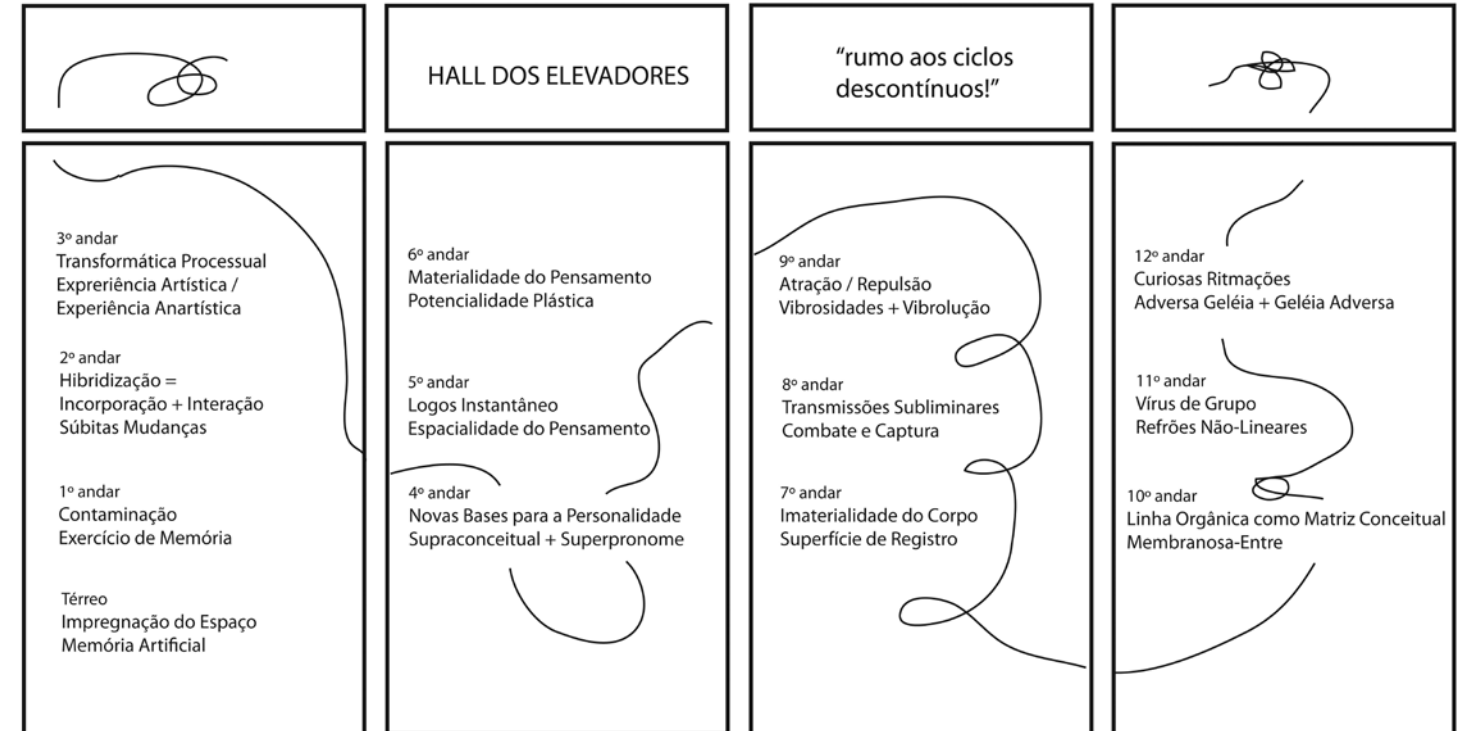 HALL DOS ELEVADORES
“rumo aos ciclos
descontínuos!”
3º andar
Transformática Processual
Expreriência Artística /
Experiência Anartística
2º andar
Hibridização =
Incorporação + Interação
Súbitas Mudanças
1º andar
Contaminação
Exercício de Memória
Térreo
Impregnação do Espaço
Memória Artificial
6º andar
Materialidade do Pensamento
Potencialidade Plástica
5º andar
Logos Instantâneo
Espacialidade do Pensamento
4º andar
Novas Bases para a Personalidade
Supraconceitual + Superpronome
9º andar
Atração / Repulsão
Vibrosidades + Vibrolução
8º andar
Transmissões Subliminares
Combate e Captura
7º andar
Imaterialidade do Corpo
Superfície de Registro
12º andar
Curiosas Ritmações
Adversa Geléia + Geléia Adversa
11º andar
Vírus de Grupo
Refrões Não-Lineares
10º andar
Linha Orgânica como Matriz Conceitual
Membranosa-Entre